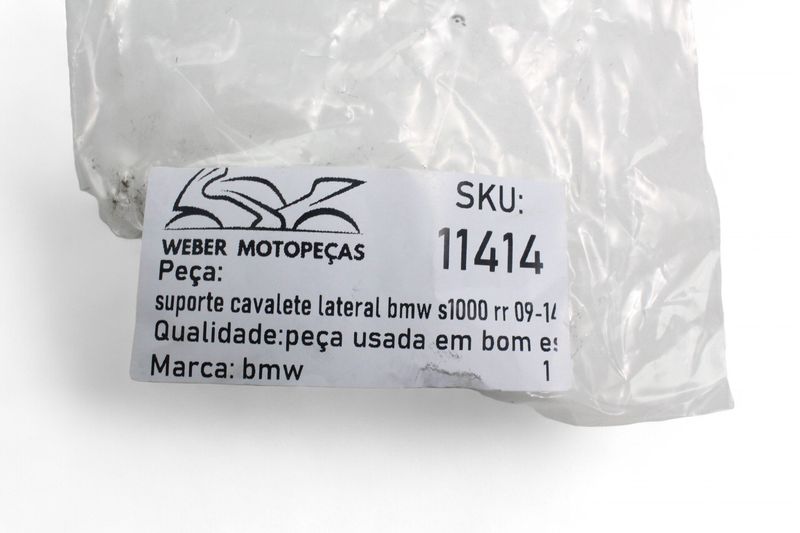 SKU:
11414
WEBER MOTOPEÇAS
Peça:
suporte cavalete lateral bmw s1000 rr 09-14
Qualidade:peça usada em bom es
Marca: bmw 1